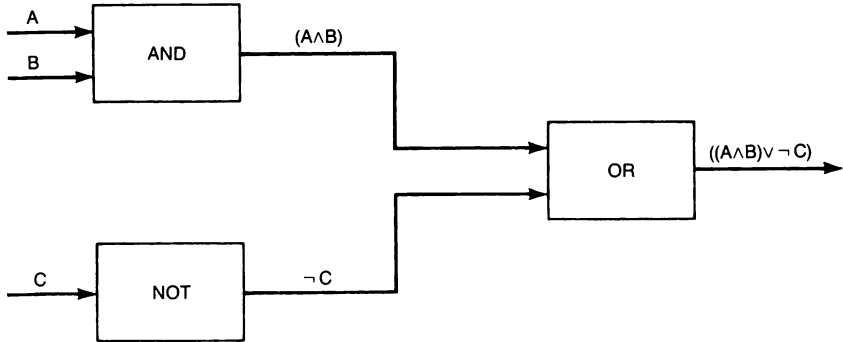 A
B
AND
(A∧B)
OR
((A∧B)∨ ¬ C)
C
NOT
¬ C